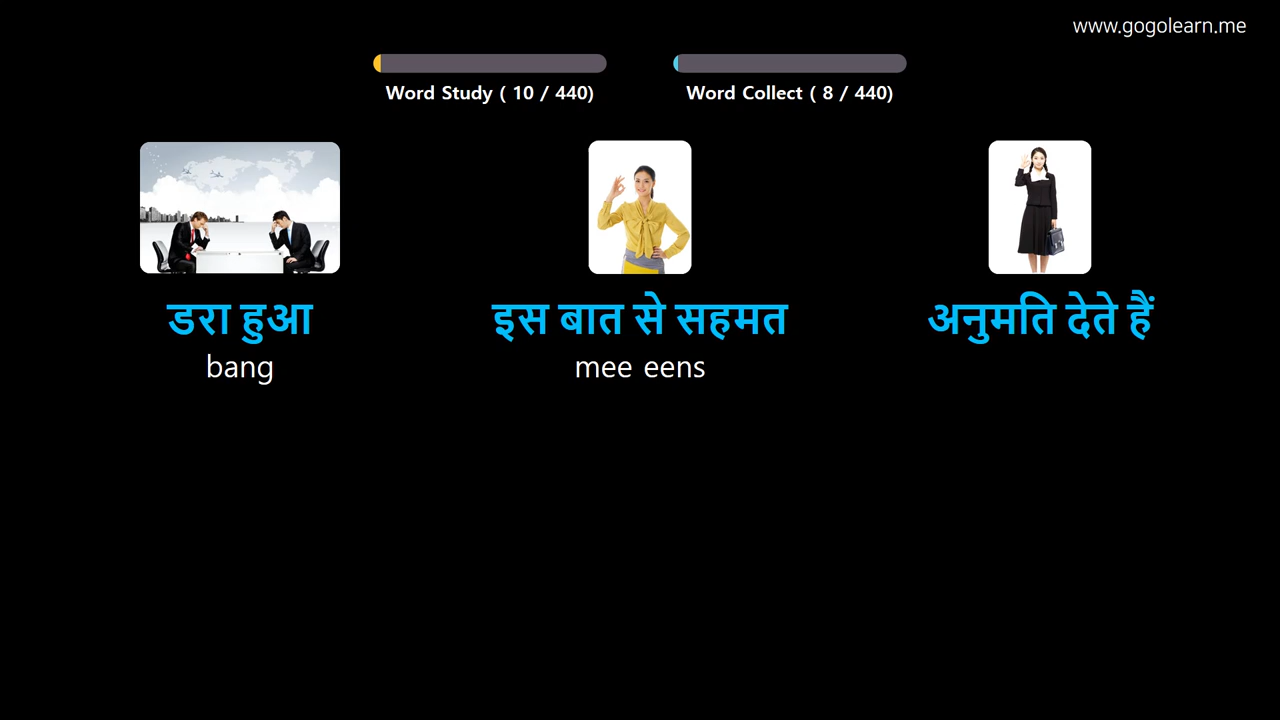 www.gogolearn.me
Word Study ( 10 / 440)
Word Collect ( 8 / 440)
डरा हुआ
bang
इस बात से सहमत
mee eens
अनुमति देते हैं